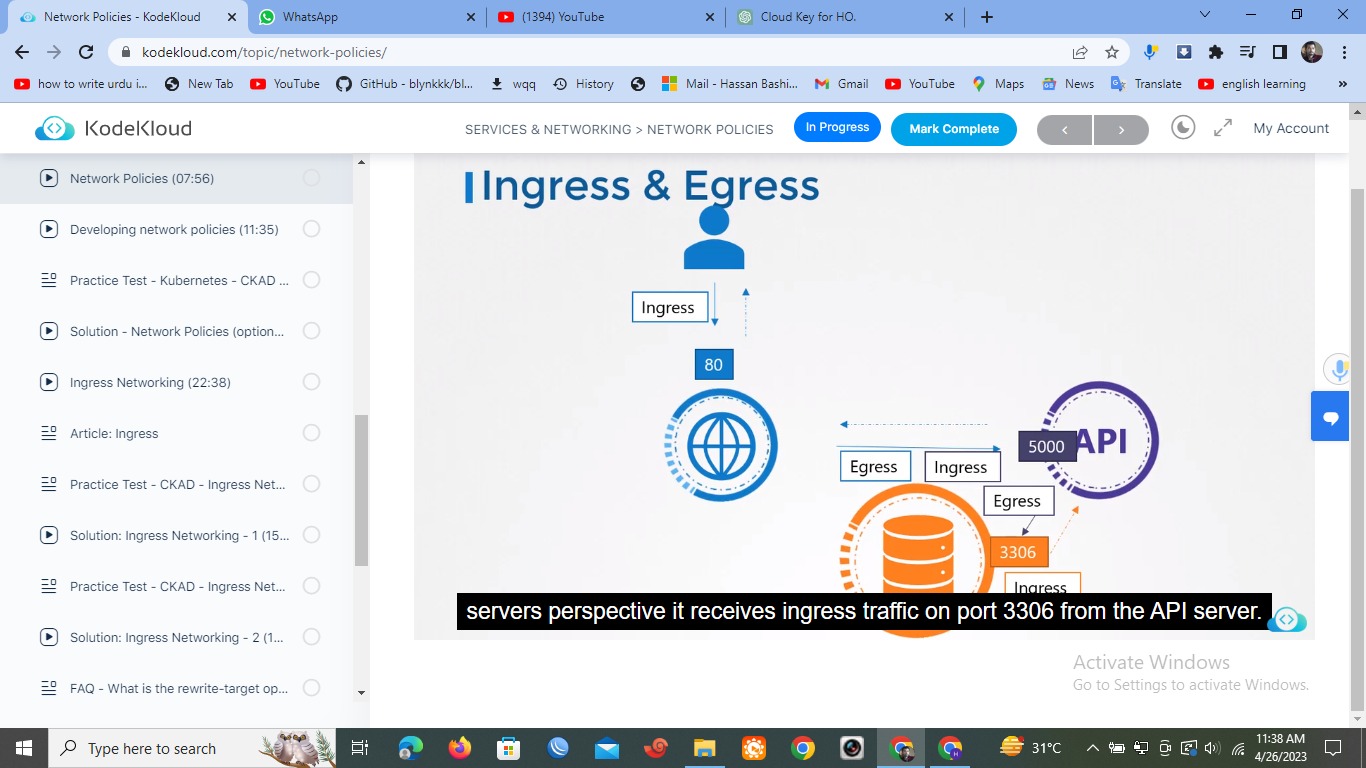 Network Policies - KodeKloud
WhatsApp
(1394) YouTube
Cloud Key for HO.
kodekloud.com/topic/network-policies/
how to write urdu i...
New Tab
YouTube
GitHub - blynkkk/bl...
wqq
History
Mail - Hassan Bashi...
Gmail
YouTube
Maps
News
Translate
english learning
»
KodeKloud
SERVICES & NETWORKING > NETWORK POLICIES
In Progress
Mark Complete
My Account
Network Policies (07:56)
Developing network policies (11:35)
Practice Test - Kubernetes - CKAD ...
Solution - Network Policies (option...
Ingress Networking (22:38)
Article: Ingress
Practice Test - CKAD - Ingress Net...
Solution: Ingress Networking - 1 (15...
Practice Test - CKAD - Ingress Net...
Solution: Ingress Networking - 2 (1...
FAQ - What is the rewrite-target op...
Ingress & Egress
Ingress
80
5000
API
Egress
Ingress
Egress
3306
Ingress
servers perspective it receives ingress traffic on port 3306 from the API server.
Activate Windows
Go to Settings to activate Windows.
Type here to search
31°C
11:38 AM
4/26/2023